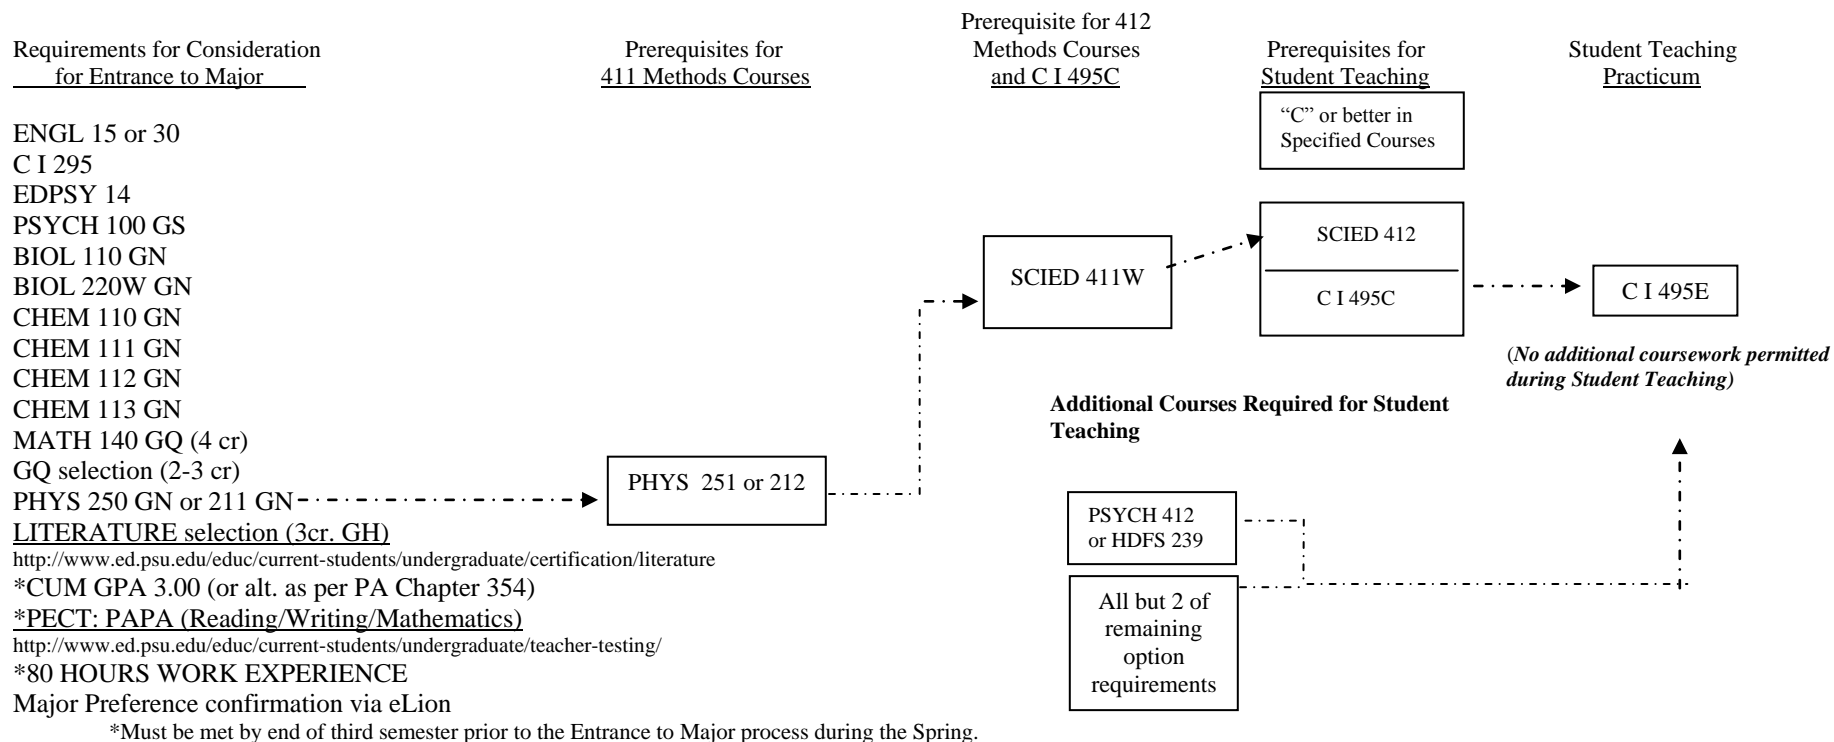 Requirements for Consideration
for Entrance to Major
Prerequisites for
411 Methods Courses
Prerequisite for 412
Methods Courses
and C I 495C
Prerequisites for
Student Teaching
Student Teaching
Practicum
ENGL 15 or 30
C I 295
EDPSY 14
PSYCH 100 GS
BIOL 110 GN
BIOL 220W GN
CHEM 110 GN
CHEM 111 GN
CHEM 112 GN
CHEM 113 GN
MATH 140 GQ (4 cr)
GQ selection (2-3 cr)
PHYS 250 GN or 211 GN
LITERATURE selection (3cr. GH)
http://www.ed.psu.edu/educ/current-students/undergraduate/certification/literature
*CUM GPA 3.00 (or alt. as per PA Chapter 354)
*PECT: PAPA (Reading/Writing/Mathematics)
http://www.ed.psu.edu/educ/current-students/undergraduate/teacher-testing/
*80 HOURS WORK EXPERIENCE
Major Preference confirmation via eLion
*Must be met by end of third semester prior to the Entrance to Major process during the Spring.
PHYS 251 or 212
SCIED 411W
“C” or better in
Specified Courses
SCIED 412
C I 495C
C I 495E
(No additional coursework permitted
during Student Teaching)
Additional Courses Required for Student
Teaching
PSYCH 412
or HDFS 239
All but 2 of
remaining
option
requirements